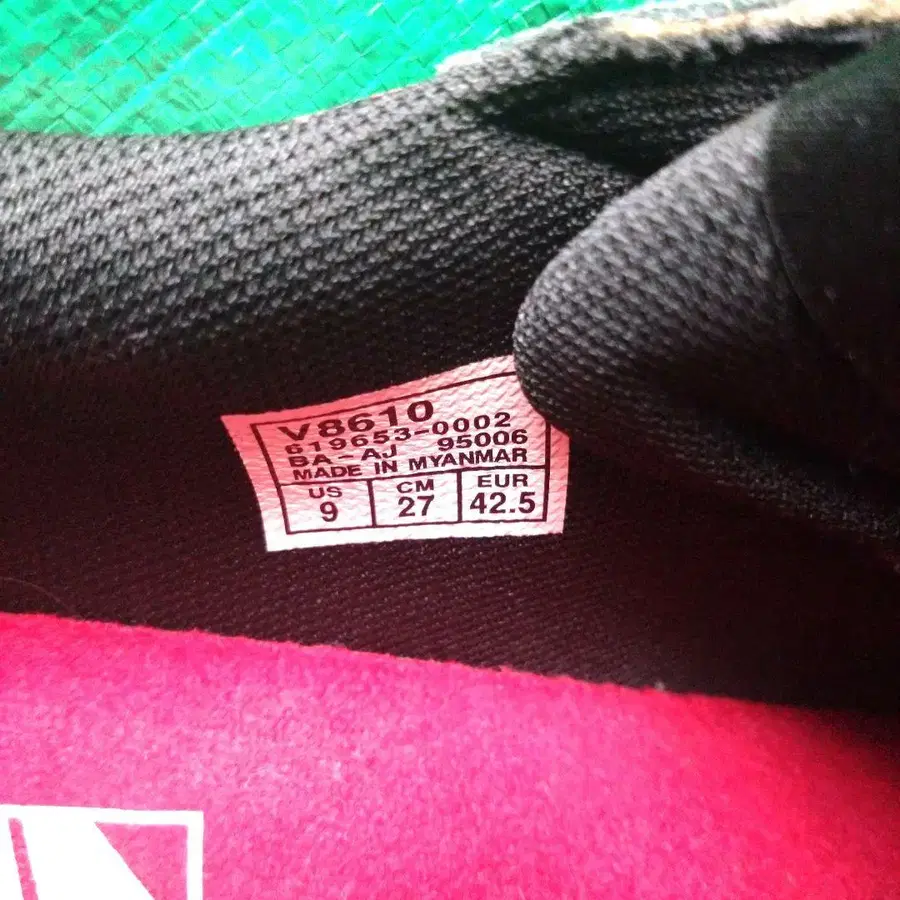 V8610
619653-0002
BA-AJ 95006
MADE IN MYANMAR
US CM EUR
9 27 42.5